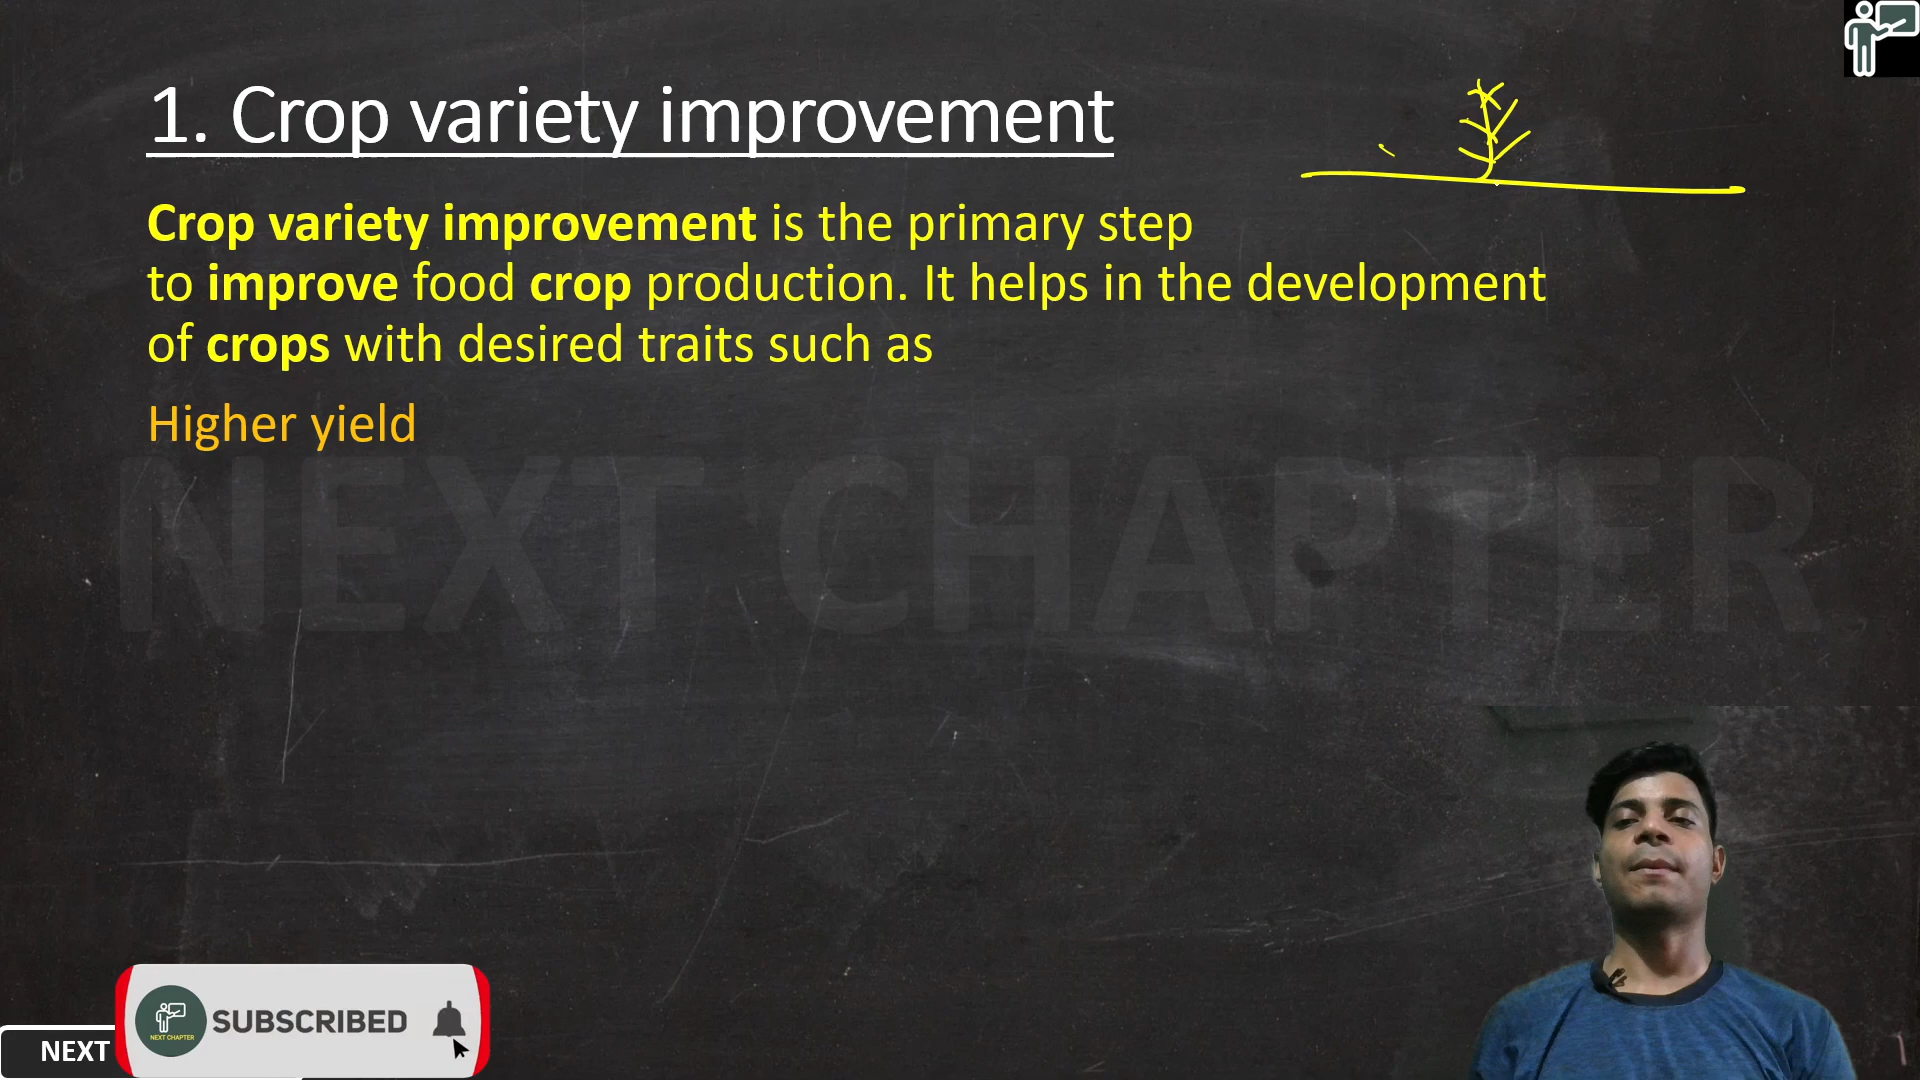 1. Crop variety improvement
Crop variety improvement is the primary step
to improve food crop production. It helps in the development
of crops with desired traits such as
Higher yield
NEXT CHAPTER
SUBSCRIBED
NEXT CHAPTER
NEXT